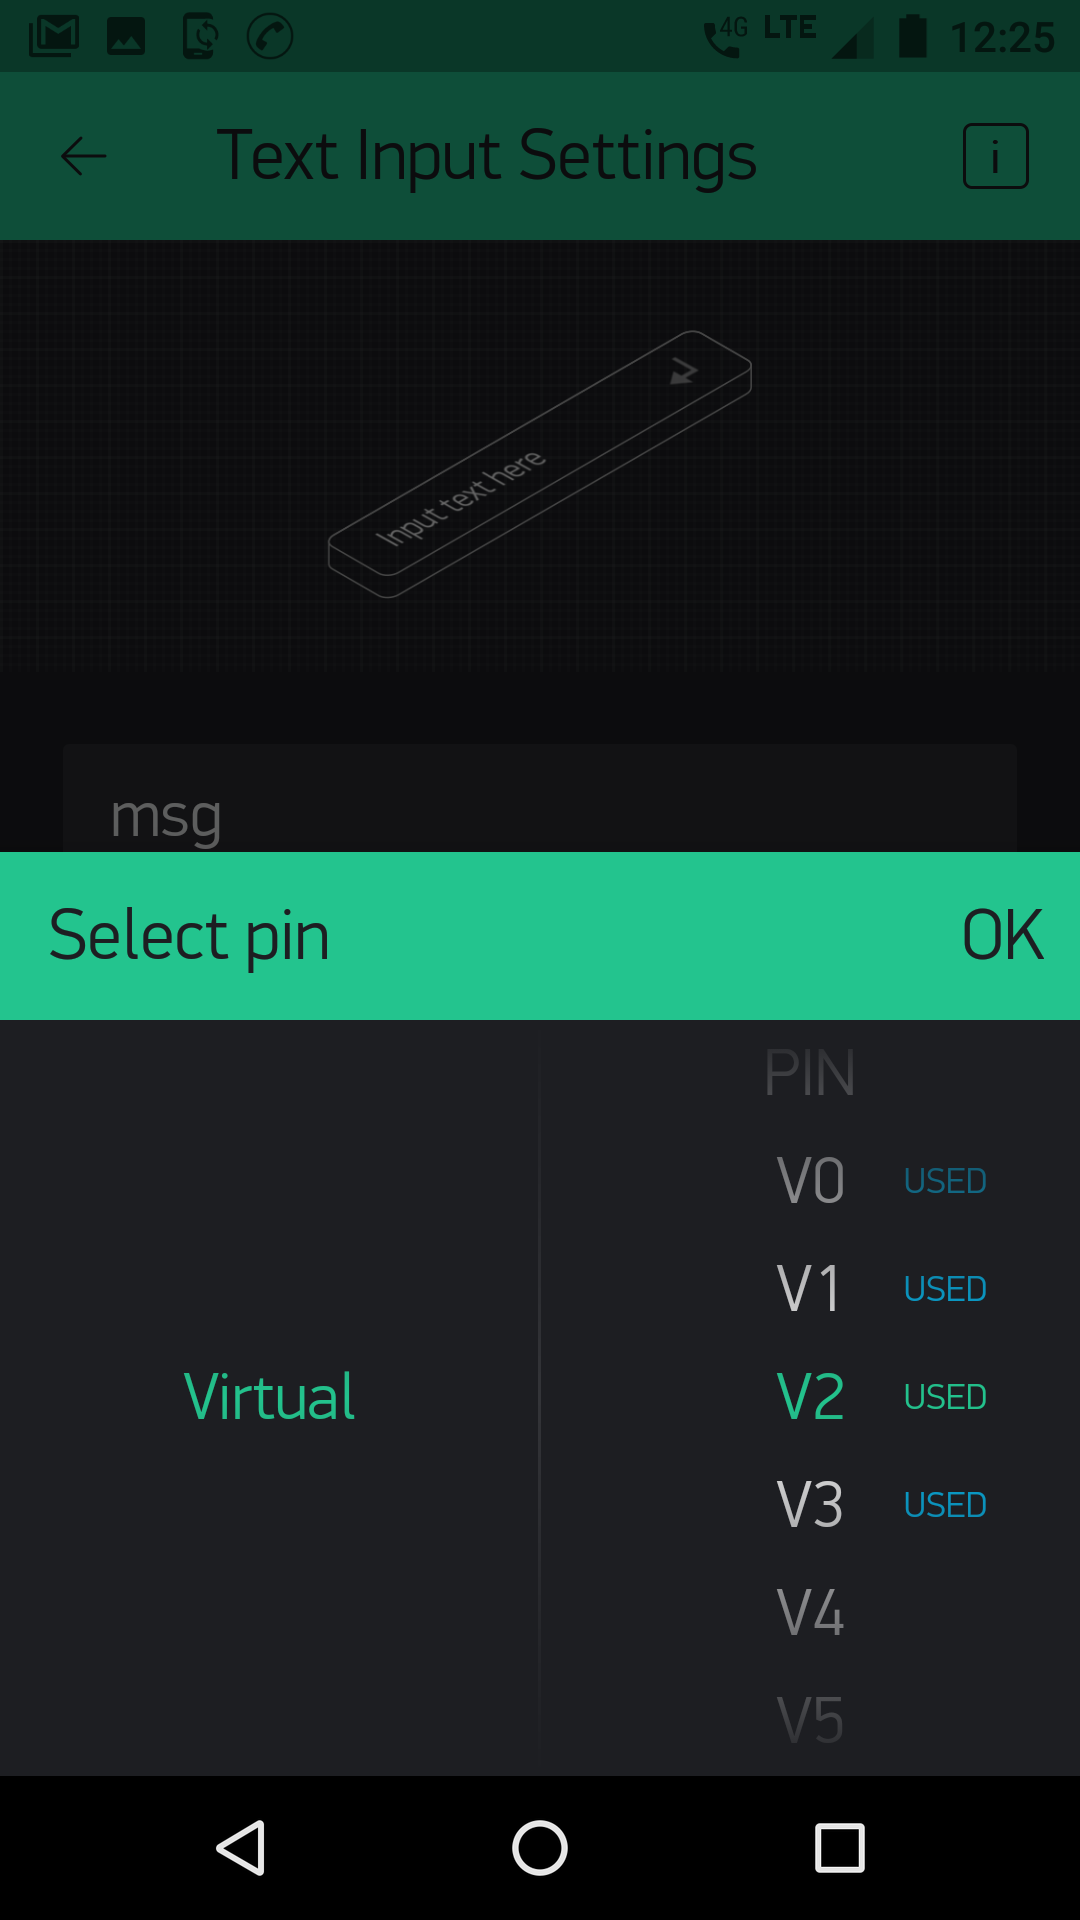 4G LTE 12:25
Text Input Settings i
Input text here
msg
Select pin OK
PIN
V0 USED
V1 USED
Virtual V2 USED
V3 USED
V4
V5